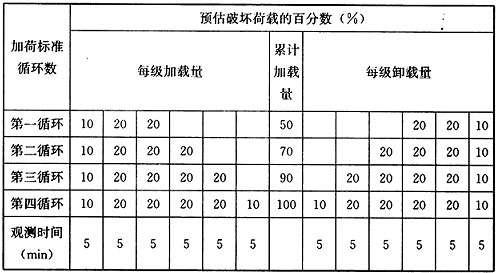 加荷标准循环数 预估破坏荷载的百分数（%）
每级加载量 累计加载量 每级卸载量
第一循环 10 20 20 50 20 20 10
第二循环 10 20 20 20 70 20 20 10
第三循环 10 20 20 20 20 90 20 20 20 10
第四循环 10 20 20 20 20 10 100 10 20 20 20 20 10
观测时间(min) 5 5 5 5 5 5 5 5 5 5 5 5